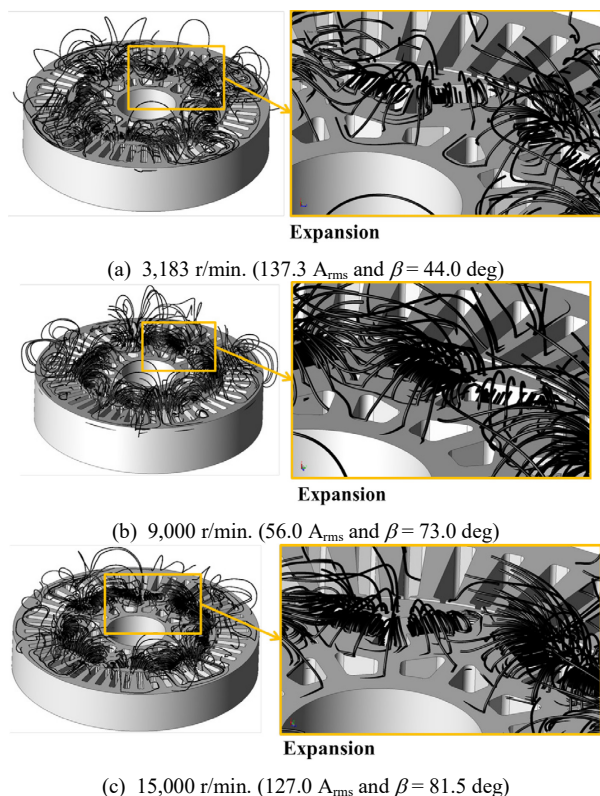 Expansion
(a) 3,183 r/min. (137.3 Arms and β = 44.0 deg)
Expansion
(b) 9,000 r/min. (56.0 Arms and β = 73.0 deg)
Expansion
(c) 15,000 r/min. (127.0 Arms and β = 81.5 deg)